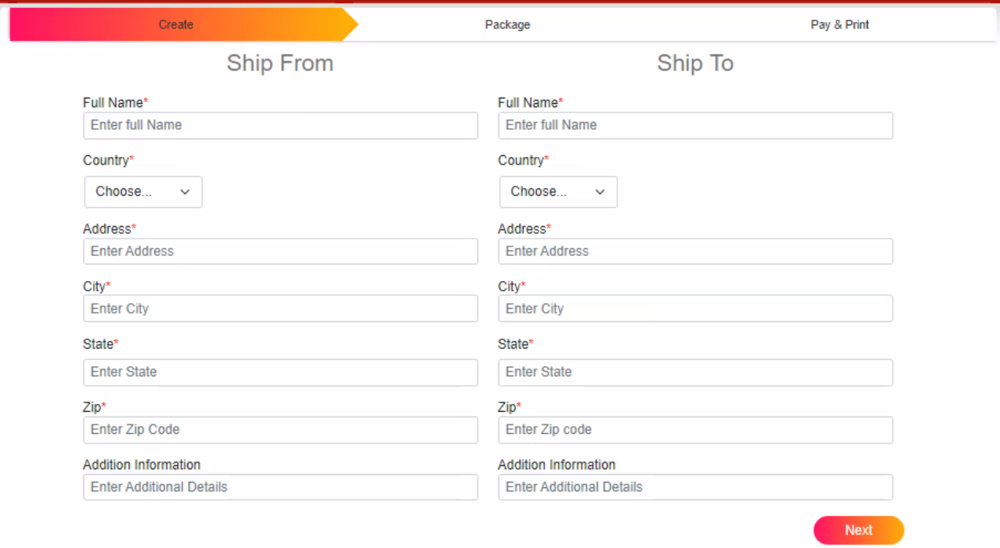 Create Package Pay & Print
Ship From Ship To
Full Name* Full Name*
Enter full Name Enter full Name
Country* Country*
Choose... Choose...
Address* Address*
Enter Address Enter Address
City* City*
Enter City Enter City
State* State*
Enter State Enter State
Zip* Zip*
Enter Zip Code Enter Zip code
Addition Information Addition Information
Enter Additional Details Enter Additional Details
Next